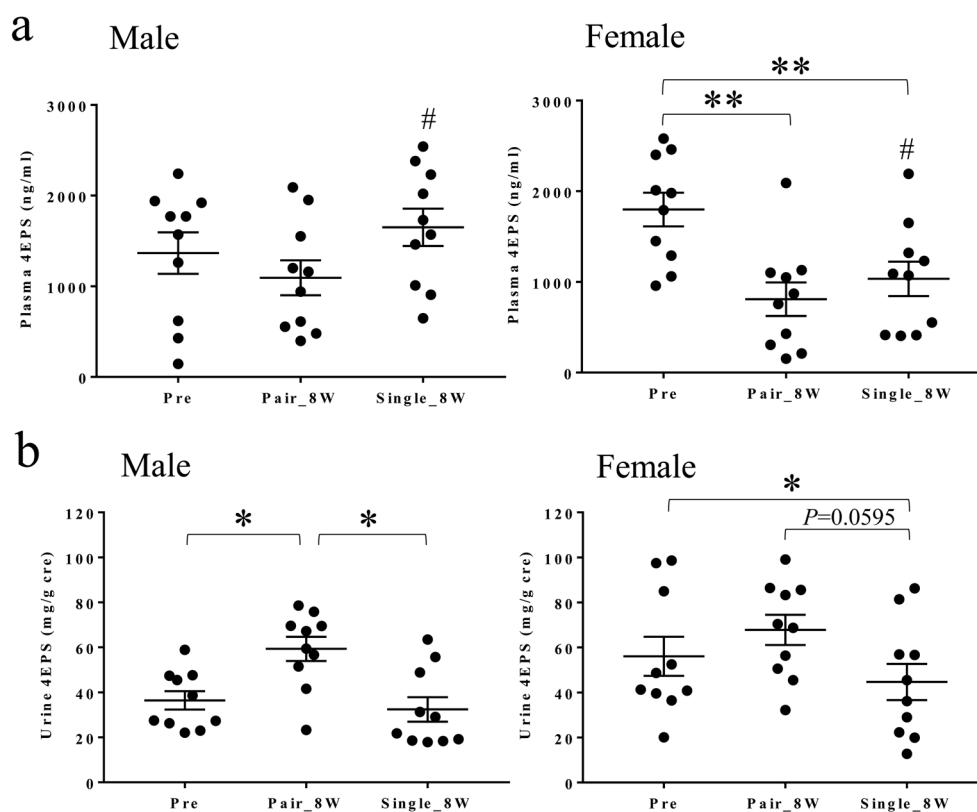 a
Male
Female
**
**
#
#
3000
2000
1000
0
Plasma 4EPS (ng/ml)
Pre
Pair_8W
Single_8W
3000
2000
1000
0
Plasma 4EPS (ng/ml)
Pre
Pair_8W
Single_8W
b
Male
Female
*
*
*
P=0.0595
120
100
80
60
40
20
0
Urine 4EPS (mg/g cre)
Pre
Pair_8W
Single_8W
120
100
80
60
40
20
0
Urine 4EPS (mg/g cre)
Pre
Pair_8W
Single_8W